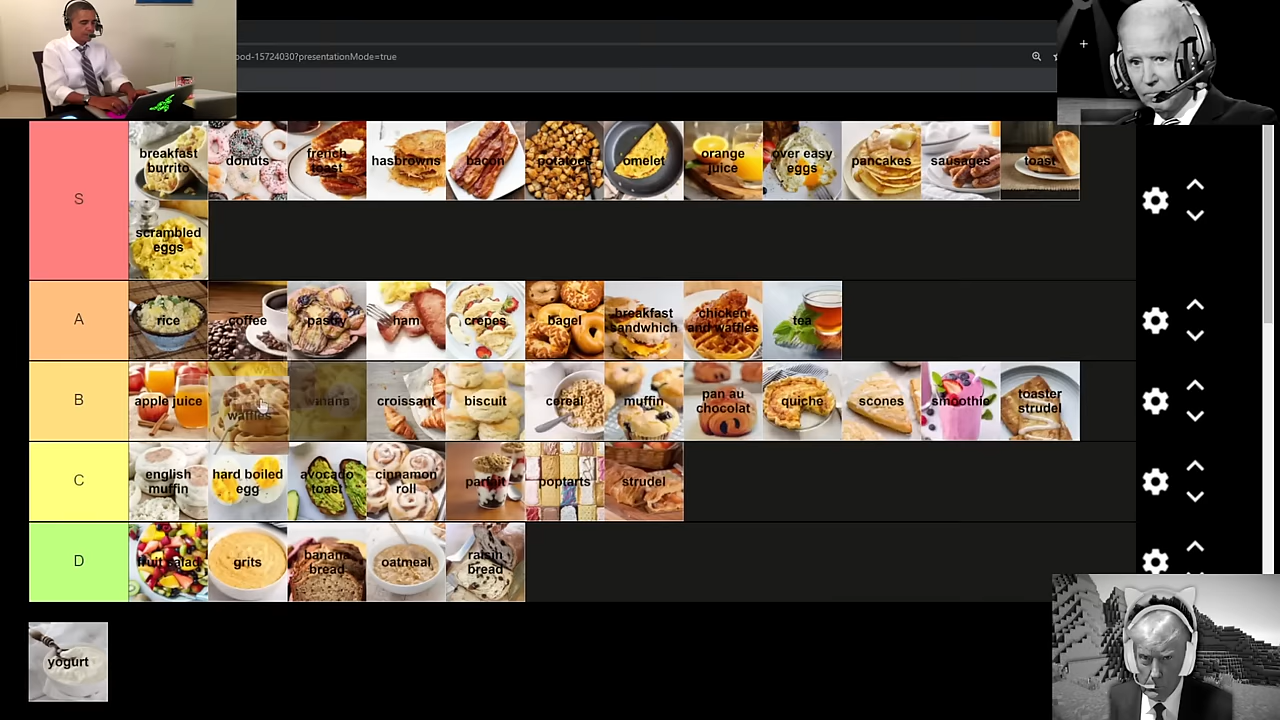 ood-15724030?presentationMode=true
S
breakfast
burrito
donuts
french
toast
hasbrowns
bacon
potatoes
omelet
orange
juice
over easy
eggs
pancakes
sausages
toast
scrambled
eggs
A
rice
coffee
pastry
ham
crepes
bagel
breakfast
sandwhich
chicken
and waffles
tea
B
apple juice
waffles
croissant
biscuit
cereal
muffin
pan au
chocolat
quiche
scones
smoothie
toaster
strudel
C
english
muffin
hard boiled
egg
avocado
toast
cinnamon
roll
parfait
poptarts
strudel
D
fruit salad
grits
banana
bread
oatmeal
raisin
bread
yogurt